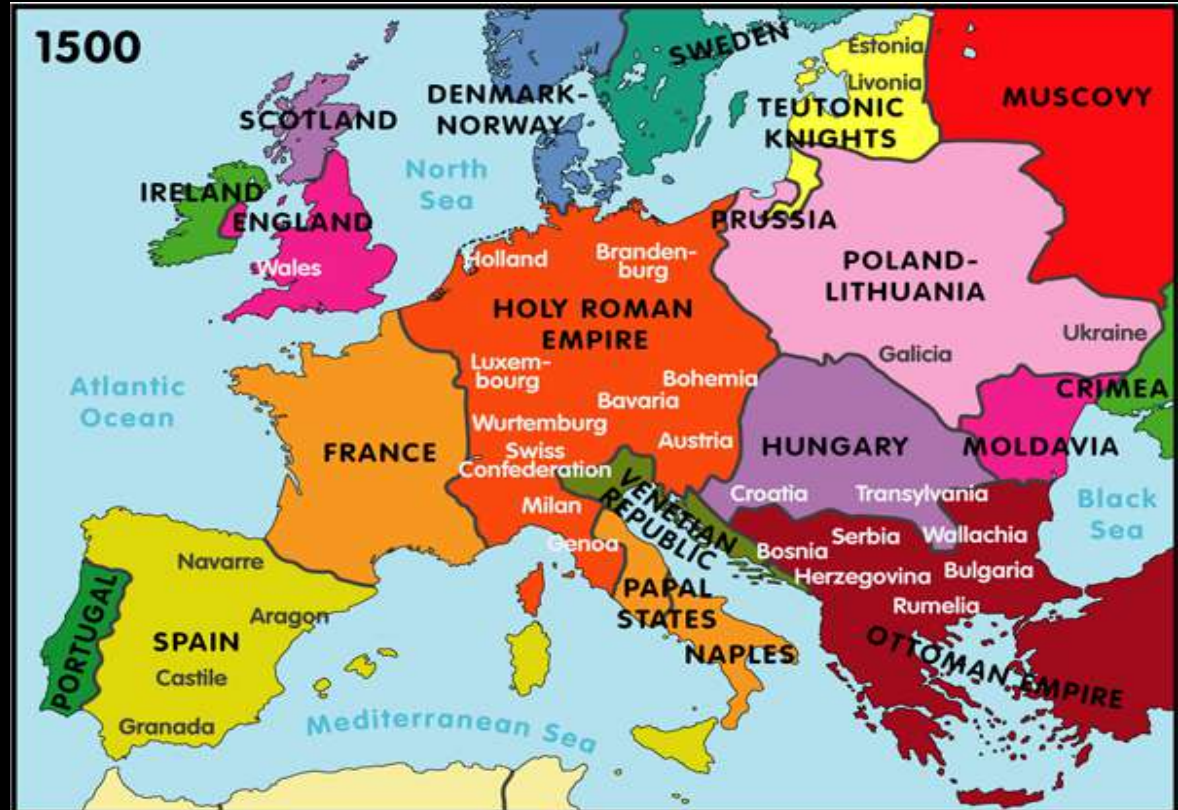 1500
SWEDEN
Estonia
Livonia
DENMARK-
NORWAY
SCOTLAND
TEUTONIC
KNIGHTS
MUSCOVY
North
Sea
IRELAND
ENGLAND
PRUSSIA
Wales
Holland
Branden-
burg
POLAND-
LITHUANIA
HOLY ROMAN
EMPIRE
Ukraine
Galicia
Luxem-
bourg
Bohemia
Bavaria
CRIMEA
Atlantic
Ocean
Wurtemburg
Austria
FRANCE
HUNGARY
MOLDAVIA
Swiss
Confederation
VENETIAN
REPUBLIC
Milan
Croatia
Transylvania
Black
Sea
Genoa
Bosnia
Serbia
Wallachia
Navarre
Herzegovina
Bulgaria
PAPAL
STATES
Rumelia
PORTUGAL
Aragon
SPAIN
NAPLES
OTTOMAN EMPIRE
Castile
Granada
Mediterranean Sea